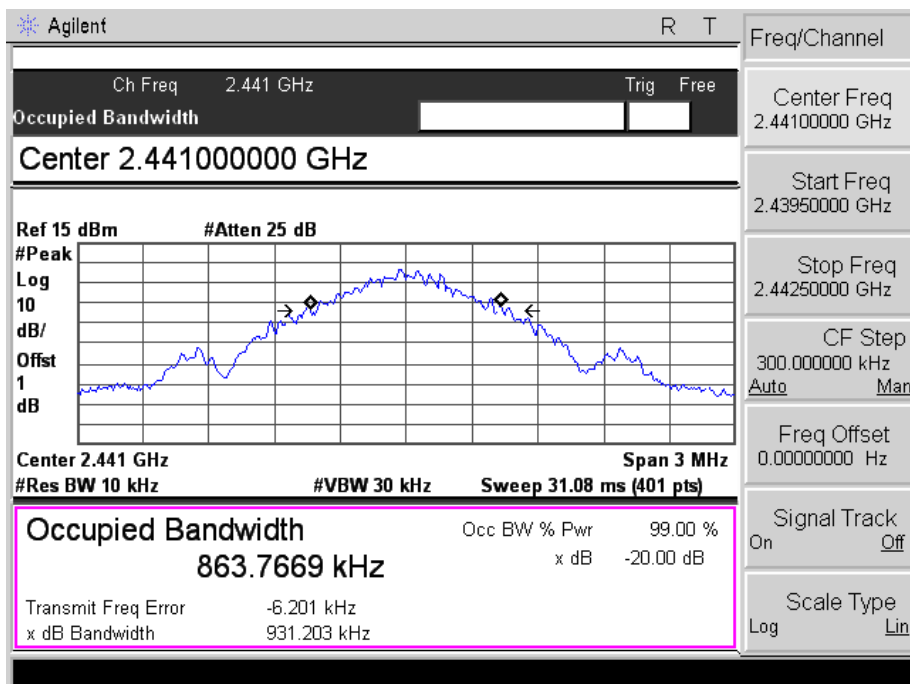 Agilent R T
Ch Freq 2.441 GHz Trig Free
Occupied Bandwidth
Center 2.441000000 GHz
Ref 15 dBm #Atten 25 dB
#Peak
Log
10
dB/
Offst
1
dB
Center 2.441 GHz Span 3 MHz
#Res BW 10 kHz #VBW 30 kHz Sweep 31.08 ms (401 pts)
Occupied Bandwidth
863.7669 kHz
Occ BW % Pwr 99.00 %
x dB -20.00 dB
Transmit Freq Error -6.201 kHz
x dB Bandwidth 931.203 kHz
Freq/Channel
Center Freq
2.44100000 GHz
Start Freq
2.43950000 GHz
Stop Freq
2.44250000 GHz
CF Step
300.000000 kHz
Auto Man
Freq Offset
0.00000000 Hz
Signal Track
On Off
Scale Type
Log Lin